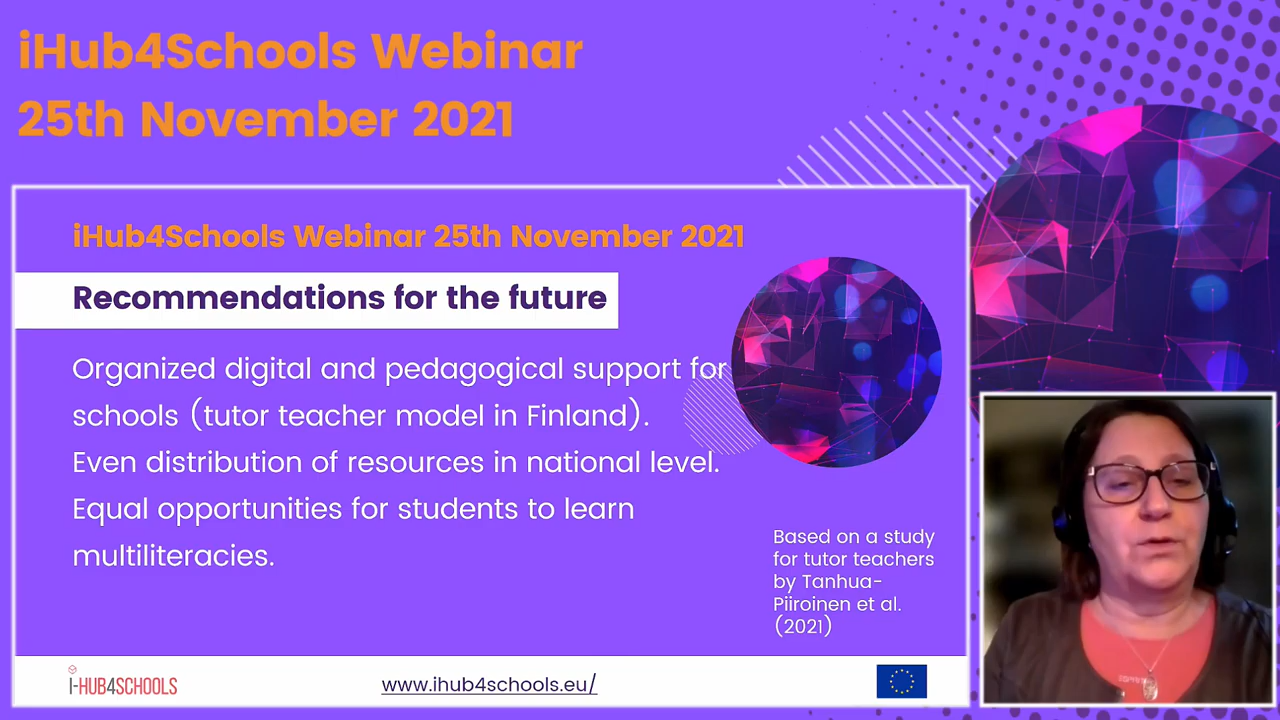 iHub4Schools Webinar
25th November 2021
iHub4Schools Webinar 25th November 2021
Recommendations for the future
Organized digital and pedagogical support for
schools (tutor teacher model in Finland).
Even distribution of resources in national level.
Equal opportunities for students to learn
multiliteracies.
Based on a study
for tutor teachers
by Tanhua-
Piiroinen et al.
(2021)
i-HUB4SCHOOLS
www.ihub4schools.eu/